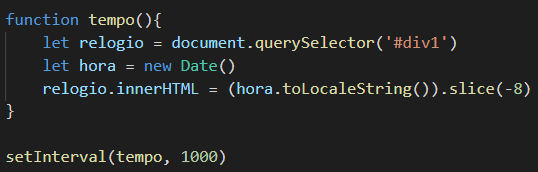 function tempo(){
    let relogio = document.querySelector('#div1')
    let hora = new Date()
    relogio.innerHTML = (hora.toLocaleString()).slice(-8)
}
setInterval(tempo, 1000)